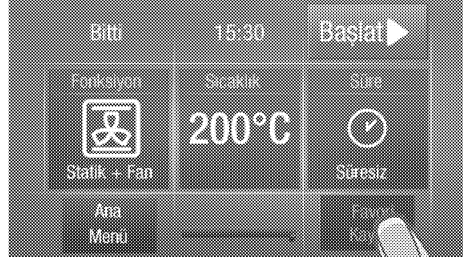 Bitti 15:30 Başlat
Fonksiyon Sıcaklık Süre
200°C
Statik + Fan Süresiz
Ana
Menü